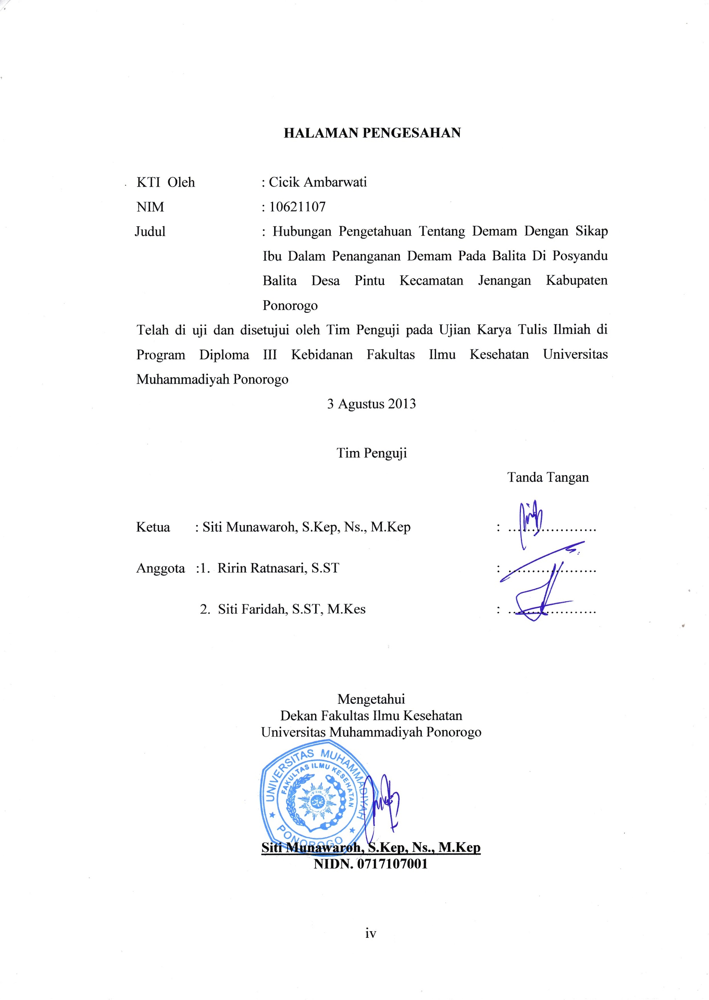 HALAMAN PENGESAHAN
KTI Oleh : Cicik Ambarwati
NIM : 10621107
Judul : Hubungan Pengetahuan Tentang Demam Dengan Sikap
Ibu Dalam Penanganan Demam Pada Balita Di Posyandu
Balita Desa Pintu Kecamatan Jenangan Kabupaten
Ponorogo
Telah di uji dan disetujui oleh Tim Penguji pada Ujian Karya Tulis Ilmiah di
Program Diploma III Kebidanan Fakultas Ilmu Kesehatan Universitas
Muhammadiyah Ponorogo
3 Agustus 2013
Tim Penguji
Tanda Tangan
Ketua : Siti Munawaroh, S.Kep, Ns., M.Kep : ....................
Anggota :1. Ririn Ratnasari, S.ST : ....................
2. Siti Faridah, S.ST, M.Kes : ....................
Mengetahui
Dekan Fakultas Ilmu Kesehatan
Universitas Muhammadiyah Ponorogo
UNIVERSITAS MUHAMMADIYAH
FAKULTAS ILMU KESEHATAN
PONOROGO
Siti Munawaroh, S.Kep, Ns., M.Kep
NIDN. 0717107001
iv